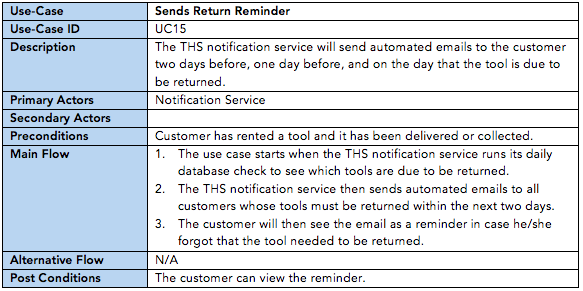 Use-Case Sends Return Reminder
Use-Case ID UC15
Description The THS notification service will send automated emails to the customer
two days before, one day before, and on the day that the tool is due to
be returned.
Primary Actors Notification Service
Secondary Actors
Preconditions Customer has rented a tool and it has been delivered or collected.
Main Flow 1. The use case starts when the THS notification service runs its daily
database check to see which tools are due to be returned.
2. The THS notification service then sends automated emails to all
customers whose tools must be returned within the next two days.
3. The customer will then see the email as a reminder in case he/she
forgot that the tool needed to be returned.
Alternative Flow N/A
Post Conditions The customer can view the reminder.